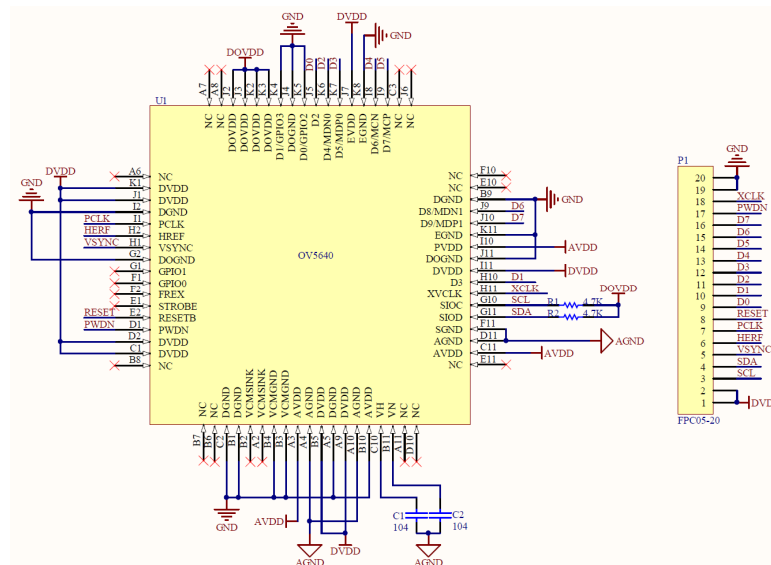 GND
DVDD
GND
DOVDD
D0
D2
D3
D4
D5
A7
A8
J2
J3
K2
K3
K4
J4
K5
J5
K6
K7
J7
K8
J8
J9
C3
J6
NC
NC
DOVDD
DOVDD
DOVDD
DOVDD
D1/GPIO3
DOGND
D0/GPIO2
D2
D4/MDN0
D5/MDP0
EVDD
EGND
D6/MCN
D7/MCP
NC
NC
U1
OV5640
DVDD
GND
A6 NC
K1 DVDD
J1 DVDD
I2 DGND
PCLK I1 PCLK
HERF H2 HREF
VSYNC H1 VSYNC
G2 DOGND
G1 GPIO1
F1 GPIO0
F2 FREX
E1 STROBE
RESET E2 RESETB
PWDN D1 PWDN
D2 DVDD
C1 DVDD
B8 NC
NC F10
NC E10
DGND B9 GND
D8/MDN1 J9 D6
D9/MDP1 J10 D7
EGND K11
PVDD I10 AVDD
DOGND J11
DVDD I11 DVDD
D3 H10 D1
XVCLK H11 XCLK
DOVDD
SIOC G10 SCL R1 4.7K
SIOD G11 SDA R2 4.7K
SGND F11
AGND D11 AGND
AVDD C11 AVDD
NC E11
NC
NC
DGND
DGND
VCMSINK
VCMSINK
VCMGND
VCMGND
AVDD
AGND
DVDD
DGND
DVDD
AGND
AVDD
VH
VN
NC
NC
B7
B6
C2
B1
B2
A2
B4
B3
A3
A4
B5
A5
A9
A10
B10
C10
B11
A11
D10
GND
AVDD
AGND
DVDD
C1
104
C2
104
AGND
P1
GND
20
19
18 XCLK
17 PWDN
16 D7
15 D6
14 D5
13 D4
12 D3
11 D2
10 D1
9 D0
8 RESET
7 PCLK
6 HERF
5 VSYNC
4 SDA
3 SCL
2
1 DVD
FPC05-20